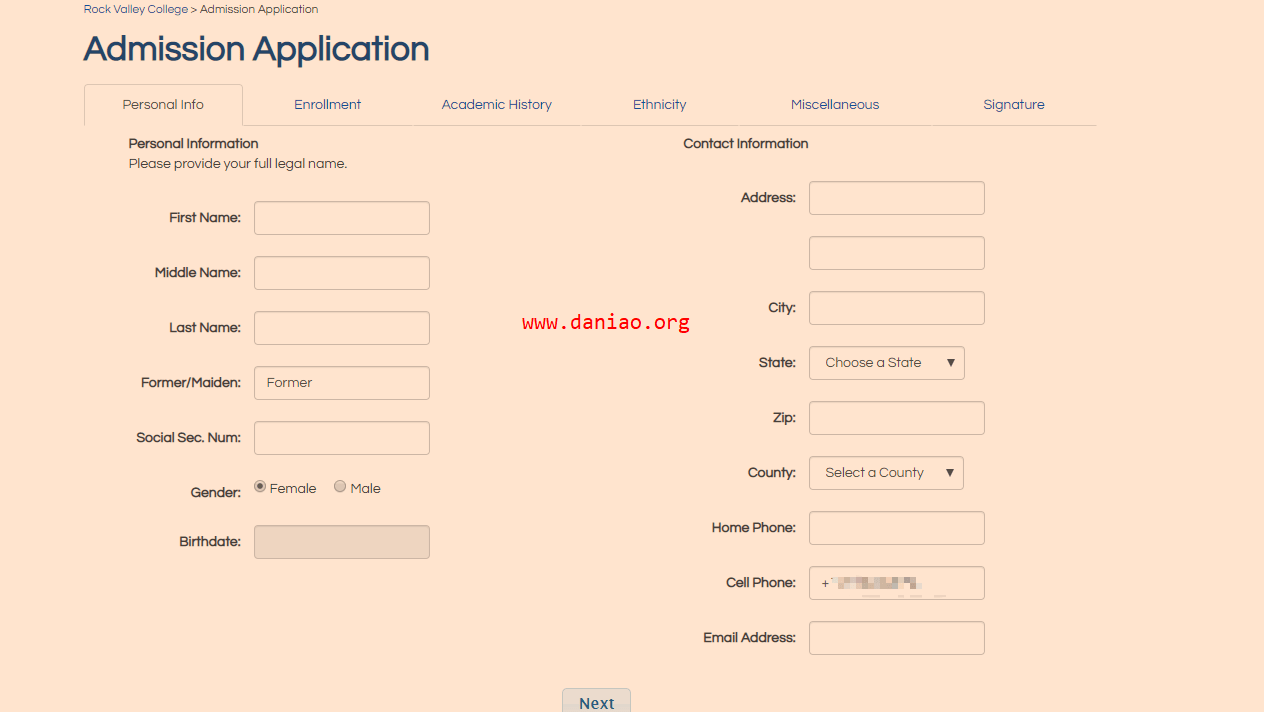 Rock Valley College > Admission Application
Admission Application
Personal Info Enrollment Academic History Ethnicity Miscellaneous Signature
Personal Information
Please provide your full legal name.
First Name:
Middle Name:
Last Name:
Former/Maiden: Former
Social Sec. Num:
Gender: Female Male
Birthdate:
www.daniao.org
Contact Information
Address:
City:
State: Choose a State
Zip:
County: Select a County
Home Phone:
Cell Phone: +
Email Address:
Next